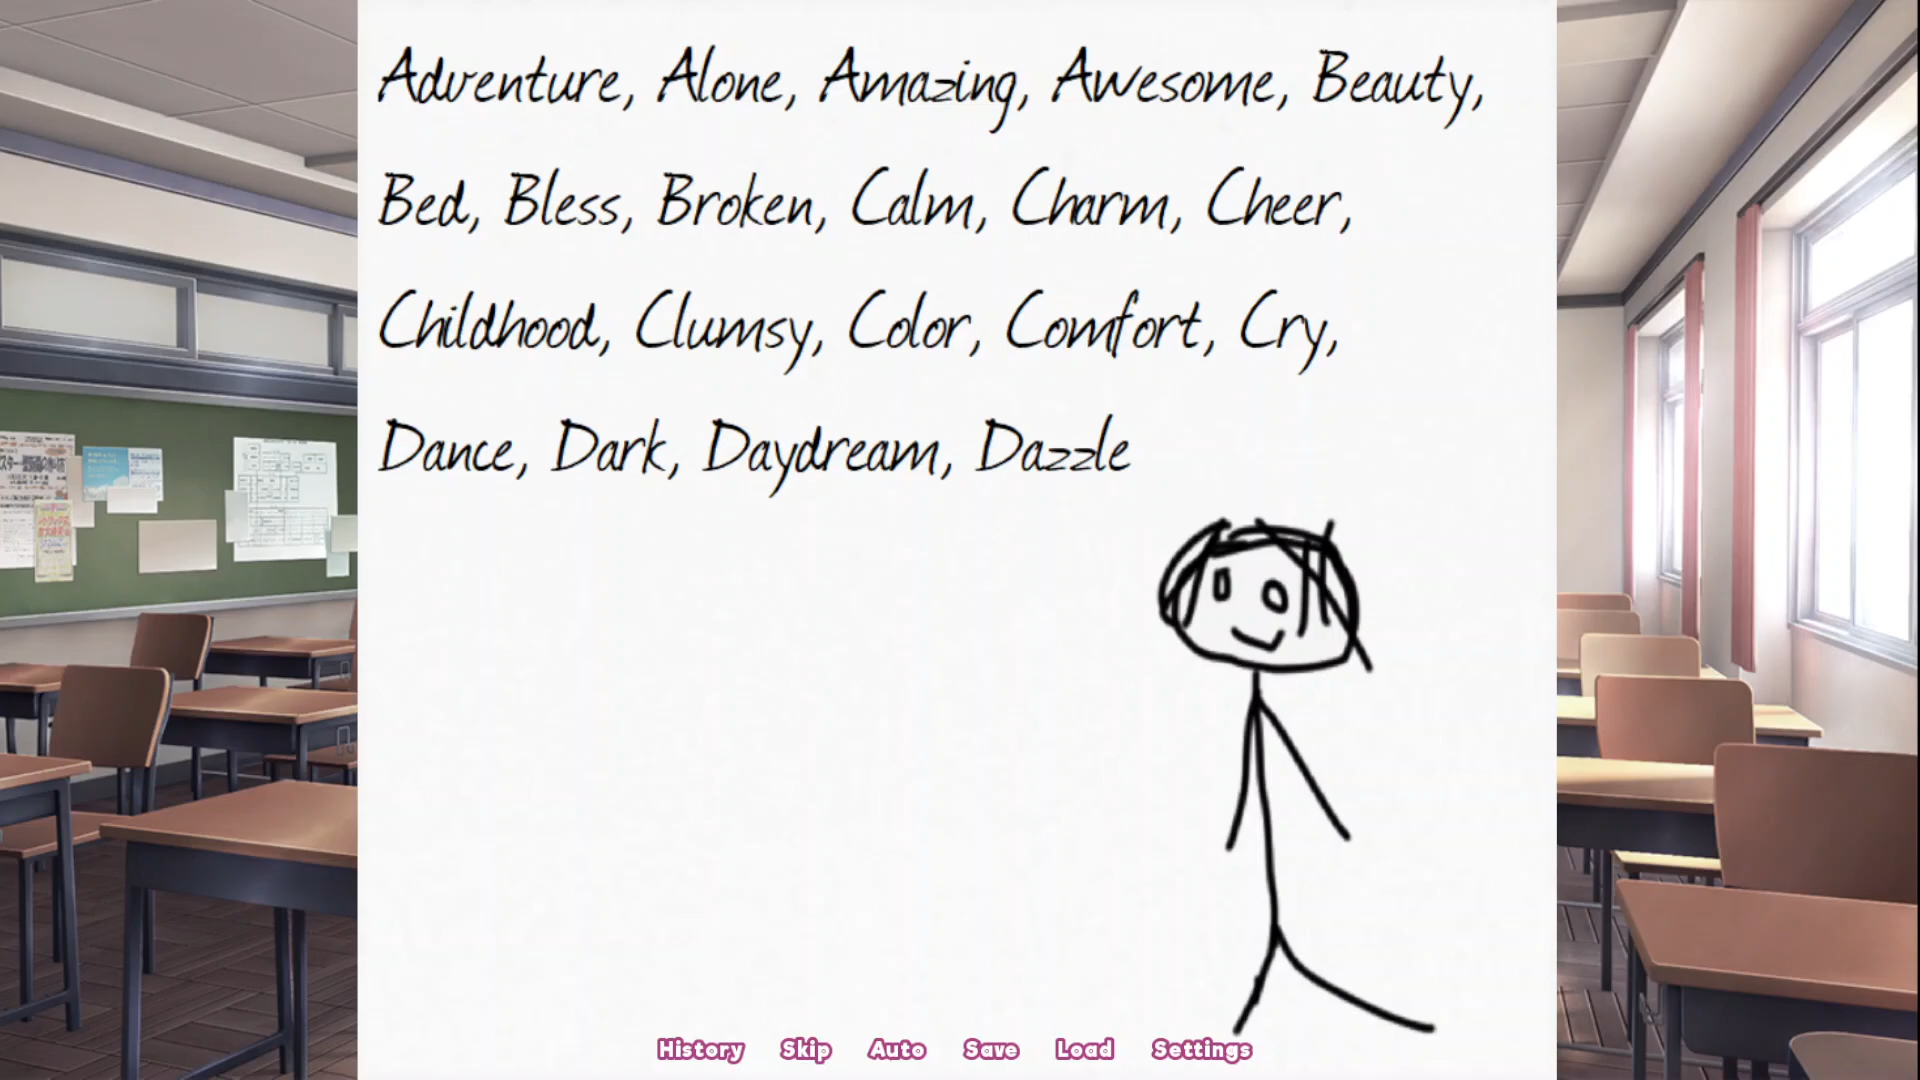 Adventure, Alone, Amazing, Awesome, Beauty,
Bed, Bless, Broken, Calm, Charm, Cheer,
Childhood, Clumsy, Color, Comfort, Cry,
Dance, Dark, Daydream, Dazzle
History Skip Auto Save Load Settings